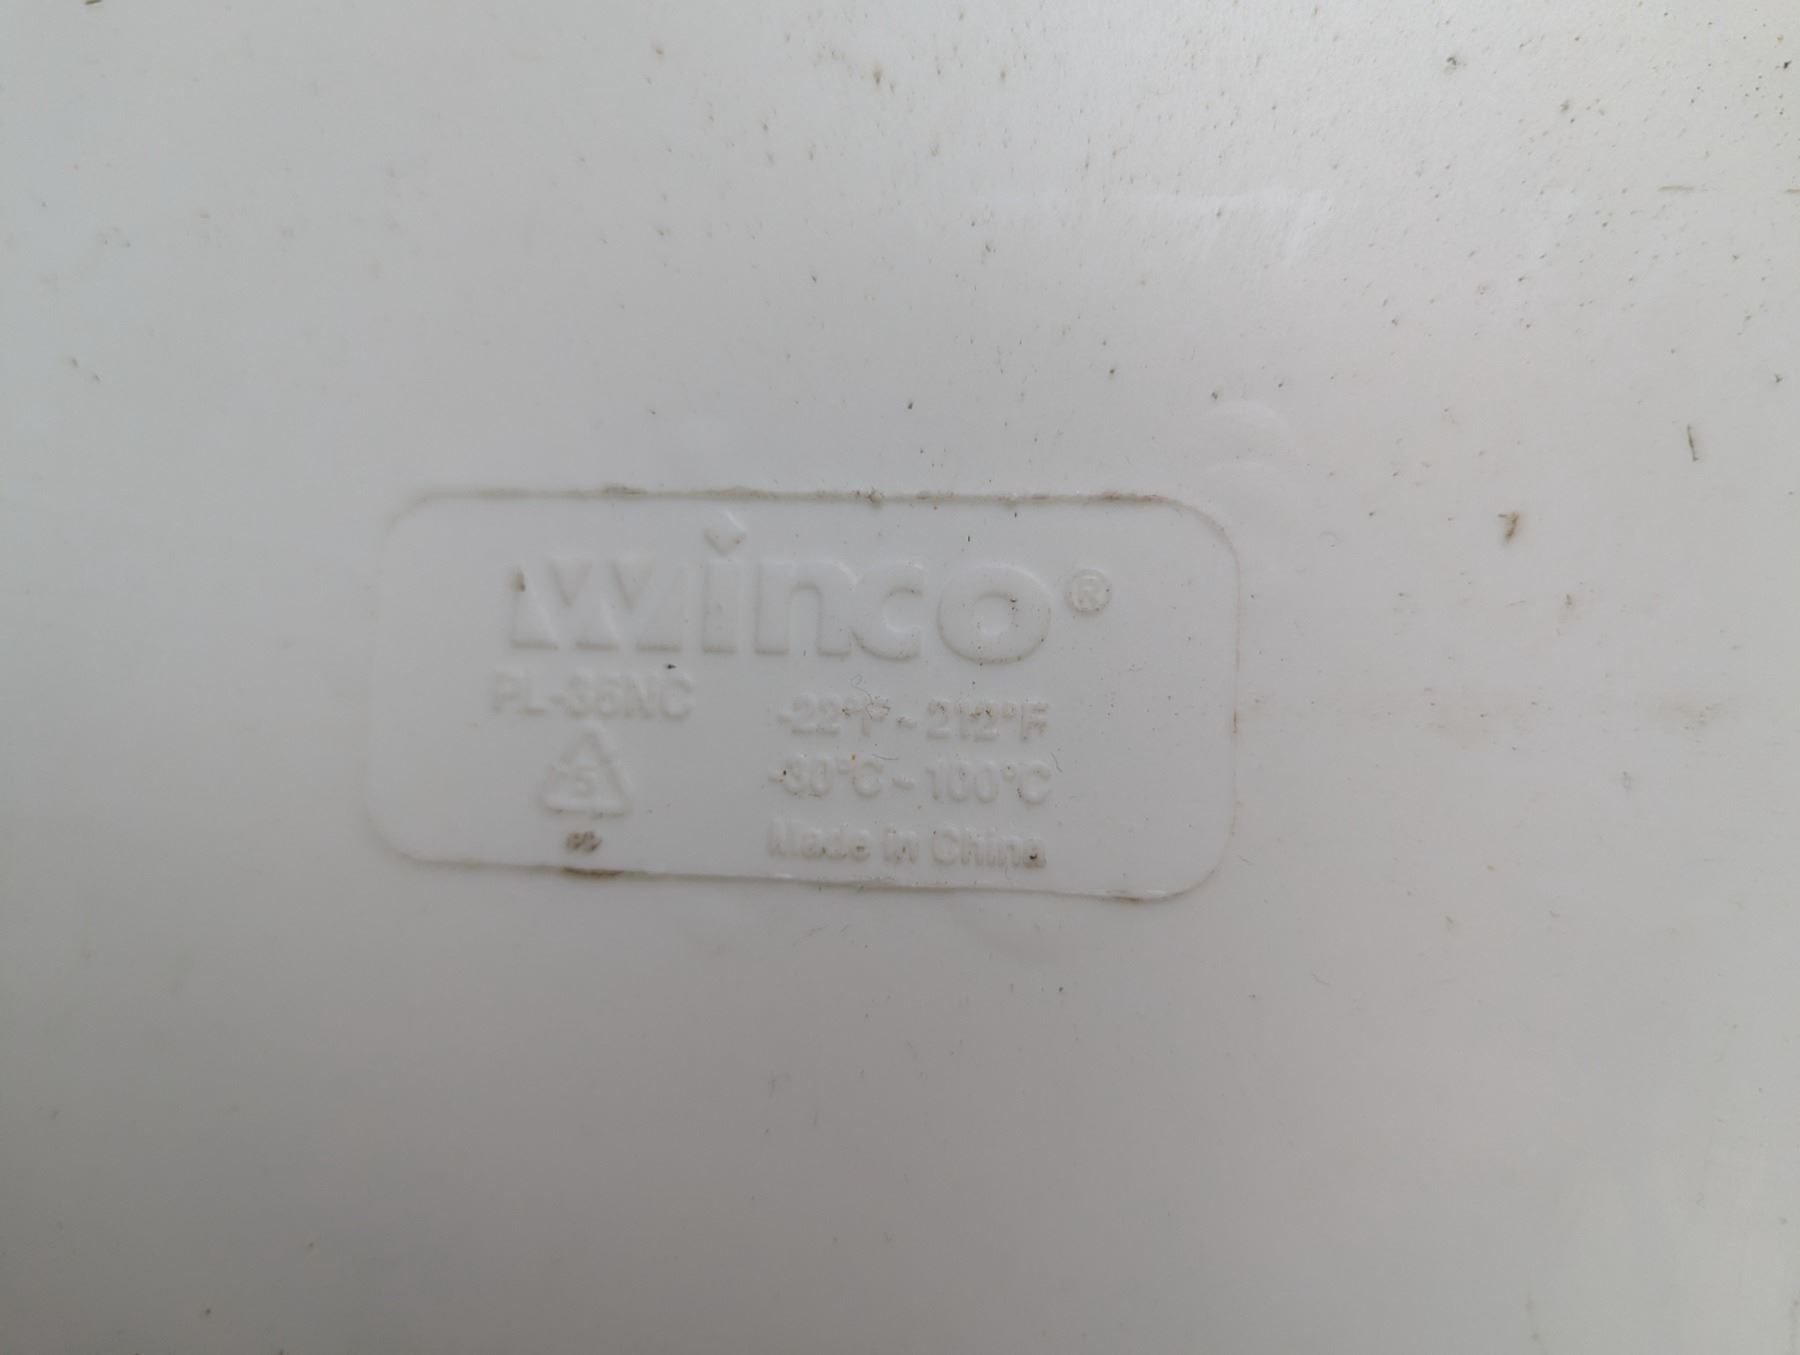 Winco®
PL-35NC
-22°F ~ 212°F
5
-30°C ~ 100°C
Made in China